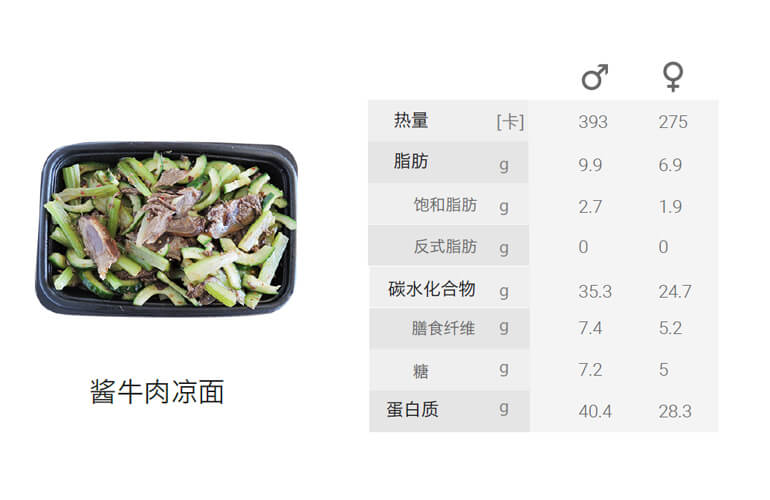 ♂ ♀
热量 [卡] 393 275
脂肪 g 9.9 6.9
饱和脂肪 g 2.7 1.9
反式脂肪 g 0 0
碳水化合物 g 35.3 24.7
膳食纤维 g 7.4 5.2
糖 g 7.2 5
蛋白质 g 40.4 28.3
酱牛肉凉面